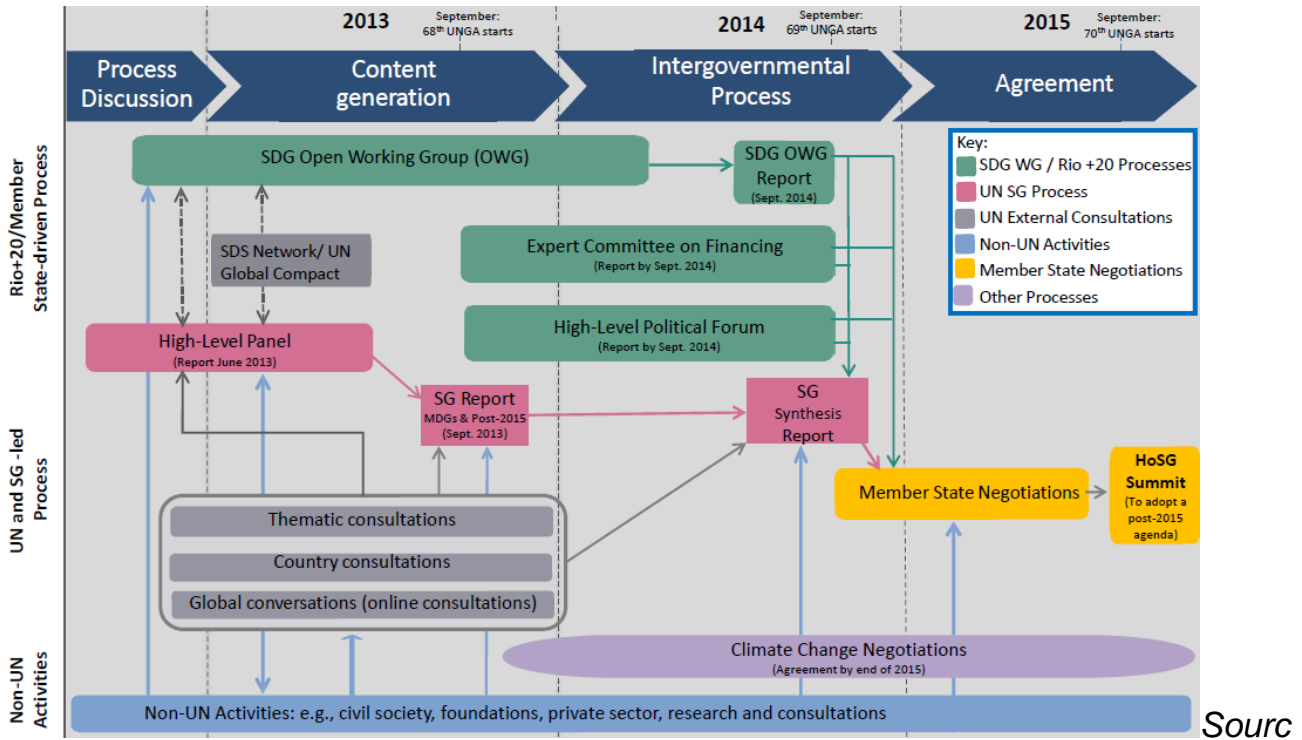 2013
September:
68th UNGA starts
2014
September:
69th UNGA starts
2015
September:
70th UNGA starts
Process
Discussion
Content
generation
Intergovernmental
Process
Agreement
Rio+20/Member
State-driven Process
SDG Open Working Group (OWG)
SDG OWG
Report
(Sept. 2014)
Key:
SDG WG / Rio +20 Processes
UN SG Process
UN External Consultations
Non-UN Activities
Member State Negotiations
Other Processes
SDS Network/ UN
Global Compact
Expert Committee on Financing
(Report by Sept. 2014)
High-Level Political Forum
(Report by Sept. 2014)
High-Level Panel
(Report June 2013)
UN and SG -led
Process
SG Report
MDGs & Post-2015
(Sept. 2013)
SG
Synthesis
Report
Member State Negotiations
HoSG
Summit
(To adopt a
post-2015
agenda)
Thematic consultations
Country consultations
Global conversations (online consultations)
Non-UN
Activities
Climate Change Negotiations
(Agreement by end of 2015)
Non-UN Activities: e.g., civil society, foundations, private sector, research and consultations
Sourc